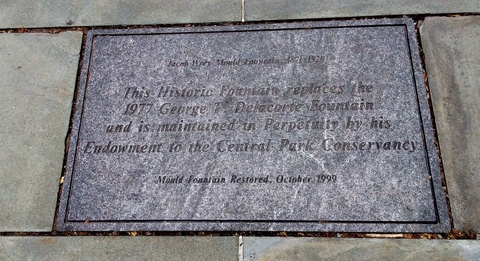 Jacob Wrey Mould Fountain, 1871-1920
This Historic Fountain replaces the
1977 George T. Delacorte Fountain
and is maintained in Perpetuity by his
Endowment to the Central Park Conservancy
Mould Fountain Restored, October 1999